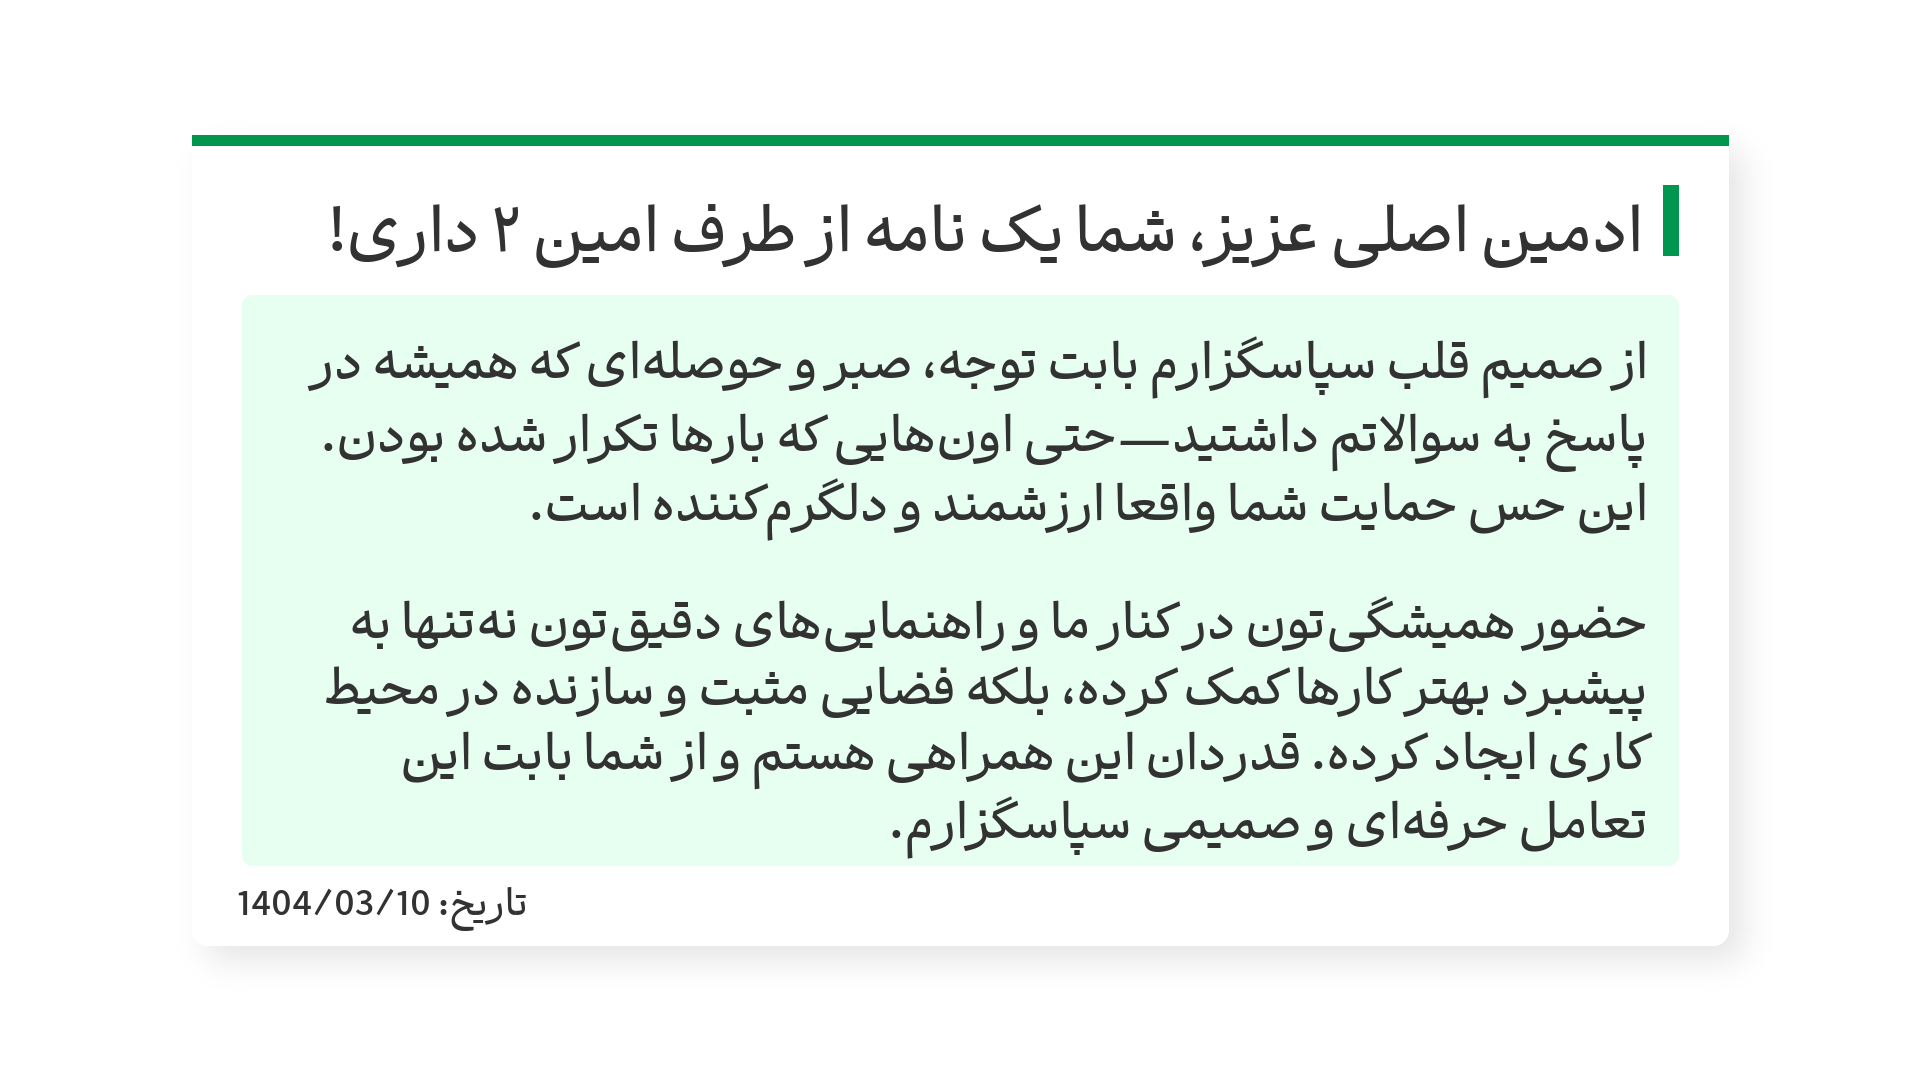 ادمین اصلی عزیز، شما یک نامه از طرف امین ۲ داری!
از صمیم قلب سپاسگزارم بابت توجه، صبر و حوصله‌ای که همیشه در
پاسخ به سوالاتم داشتید—حتی اون‌هایی که بارها تکرار شده بودن.
این حس حمایت شما واقعا ارزشمند و دلگرم‌کننده است.
حضور همیشگی‌تون در کنار ما و راهنمایی‌های دقیق‌تون نه‌تنها به
پیشبرد بهتر کارها کمک کرده، بلکه فضایی مثبت و سازنده در محیط
کاری ایجاد کرده. قدردان این همراهی هستم و از شما بابت این
تعامل حرفه‌ای و صمیمی سپاسگزارم.
تاریخ: 1404/03/10